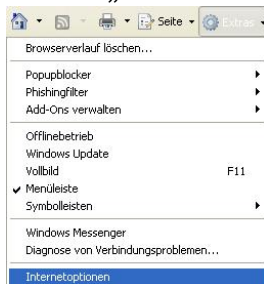 Seite Extras
Browserverlauf löschen...
Popupblocker
Phishingfilter
Add-Ons verwalten
Offlinebetrieb
Windows Update
Vollbild F11
Menüleiste
Symbolleisten
Windows Messenger
Diagnose von Verbindungsproblemen...
Internetoptionen